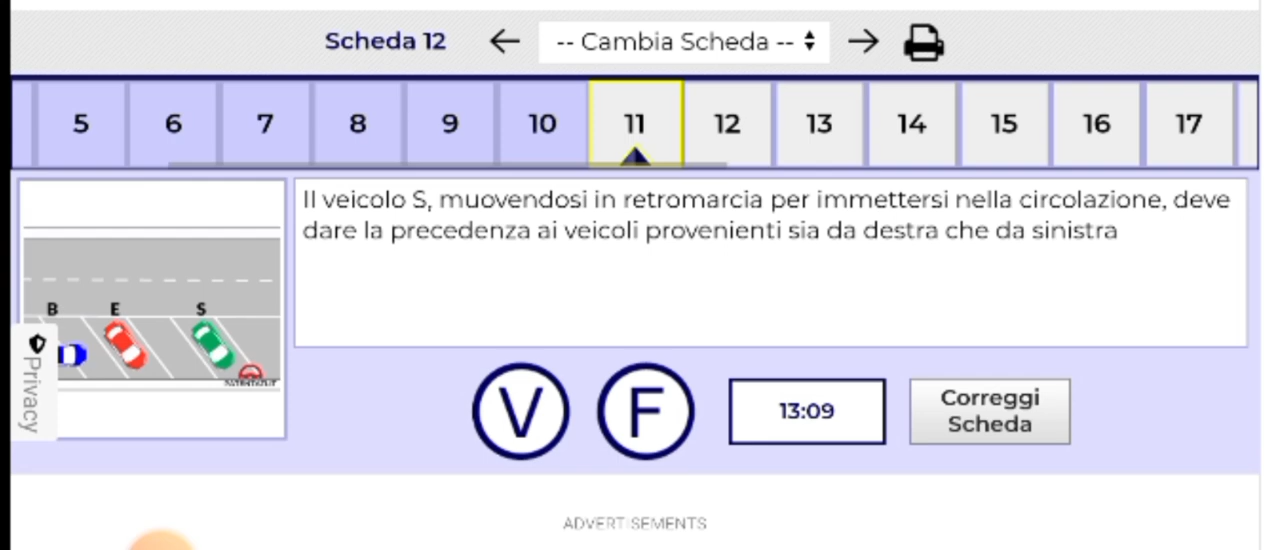 Scheda 12
-- Cambia Scheda --
5 6 7 8 9 10 11 12 13 14 15 16 17
Il veicolo S, muovendosi in retromarcia per immettersi nella circolazione, deve
dare la precedenza ai veicoli provenienti sia da destra che da sinistra
B E S
Privacy
V F
13:09
Correggi
Scheda
ADVERTISEMENTS